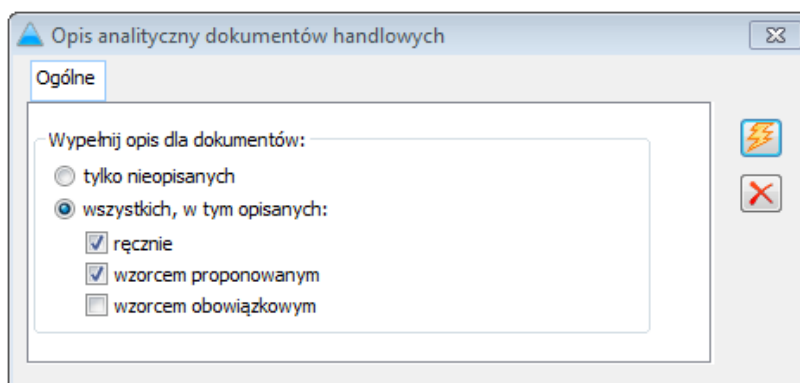 Opis analityczny dokumentów handlowych
Ogólne
Wypełnij opis dla dokumentów:
tylko nieopisanych
wszystkich, w tym opisanych:
ręcznie
wzorcem proponowanym
wzorcem obowiązkowym